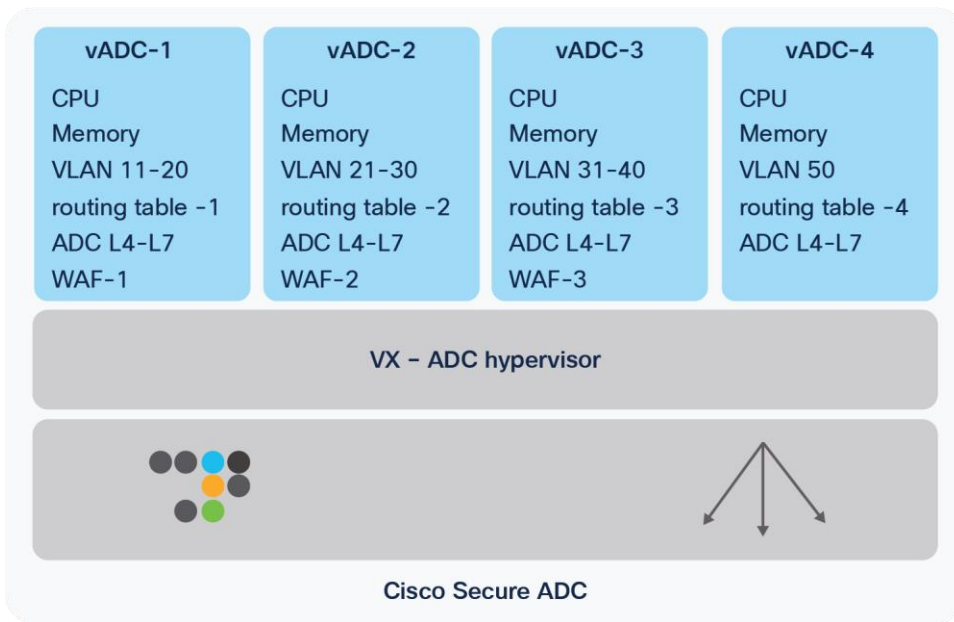 vADC-1
CPU
Memory
VLAN 11-20
routing table -1
ADC L4-L7
WAF-1
vADC-2
CPU
Memory
VLAN 21-30
routing table -2
ADC L4-L7
WAF-2
vADC-3
CPU
Memory
VLAN 31-40
routing table -3
ADC L4-L7
WAF-3
vADC-4
CPU
Memory
VLAN 50
routing table -4
ADC L4-L7
VX – ADC hypervisor
Cisco Secure ADC